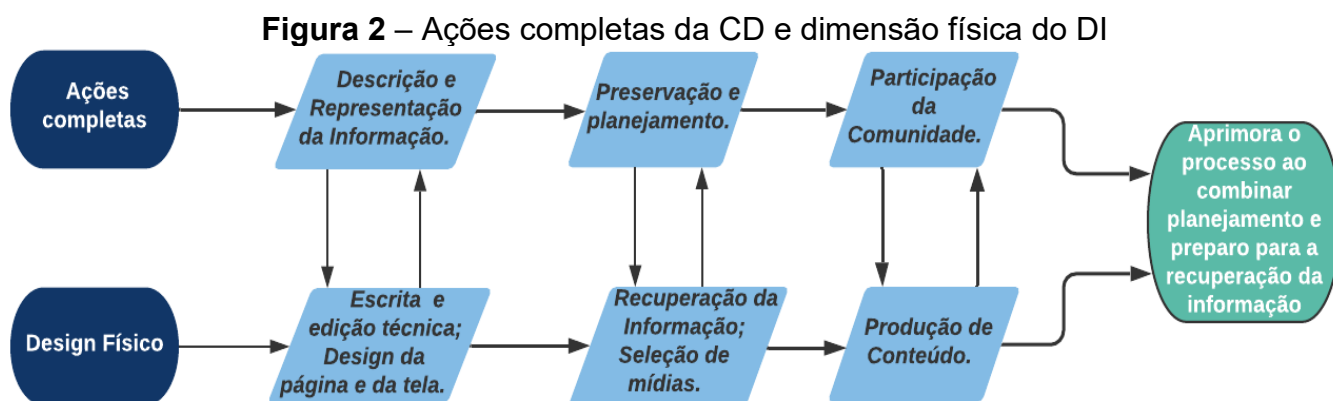 Figura 2 – Ações completas da CD e dimensão física do DI
Ações
completas
Descrição e
Representação
da Informação.
Preservação e
planejamento.
Participação
da
Comunidade.
Aprimora o
processo ao
combinar
planejamento e
preparo para a
recuperação da
informação
Design Físico
Escrita e
edição técnica;
Design da
página e da tela.
Recuperação da
Informação;
Seleção de
mídias.
Produção de
Conteúdo.